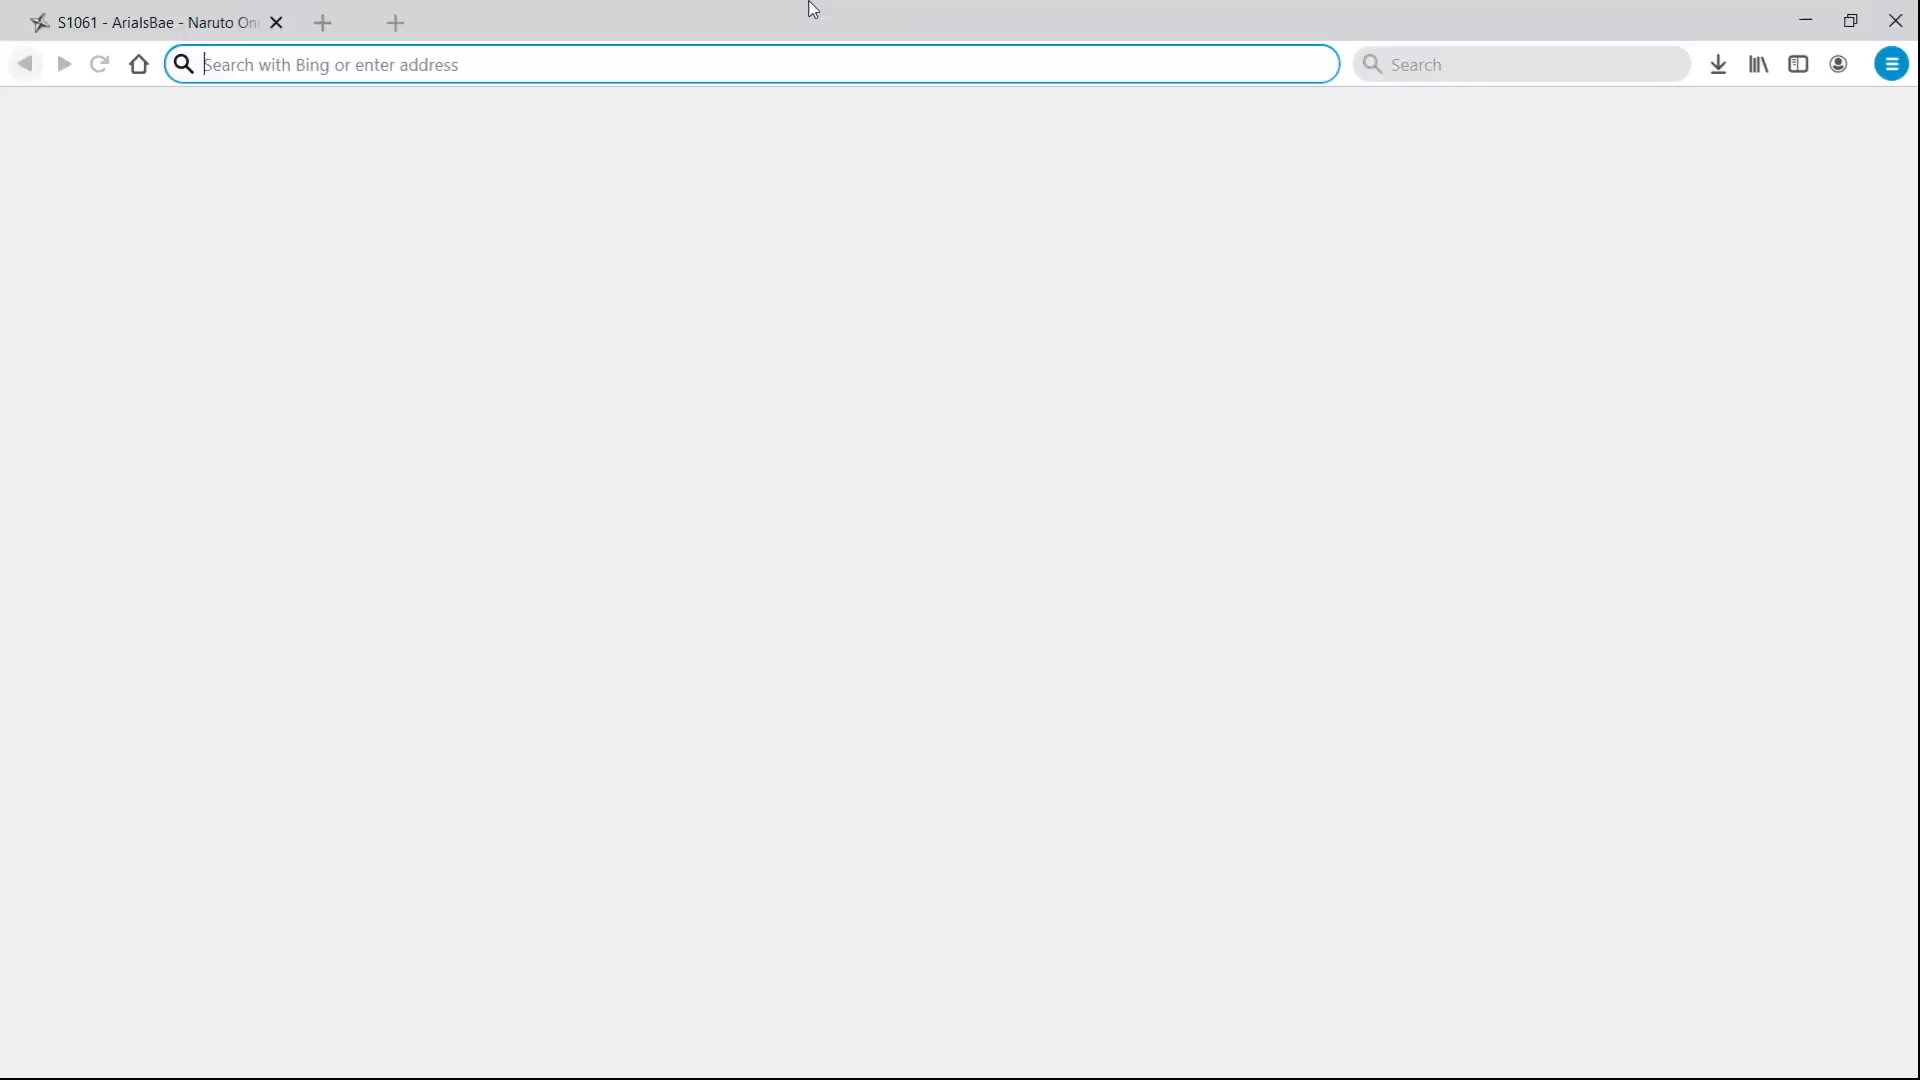 S1061 - ArialsBae - Naruto On
Search with Bing or enter address
Search